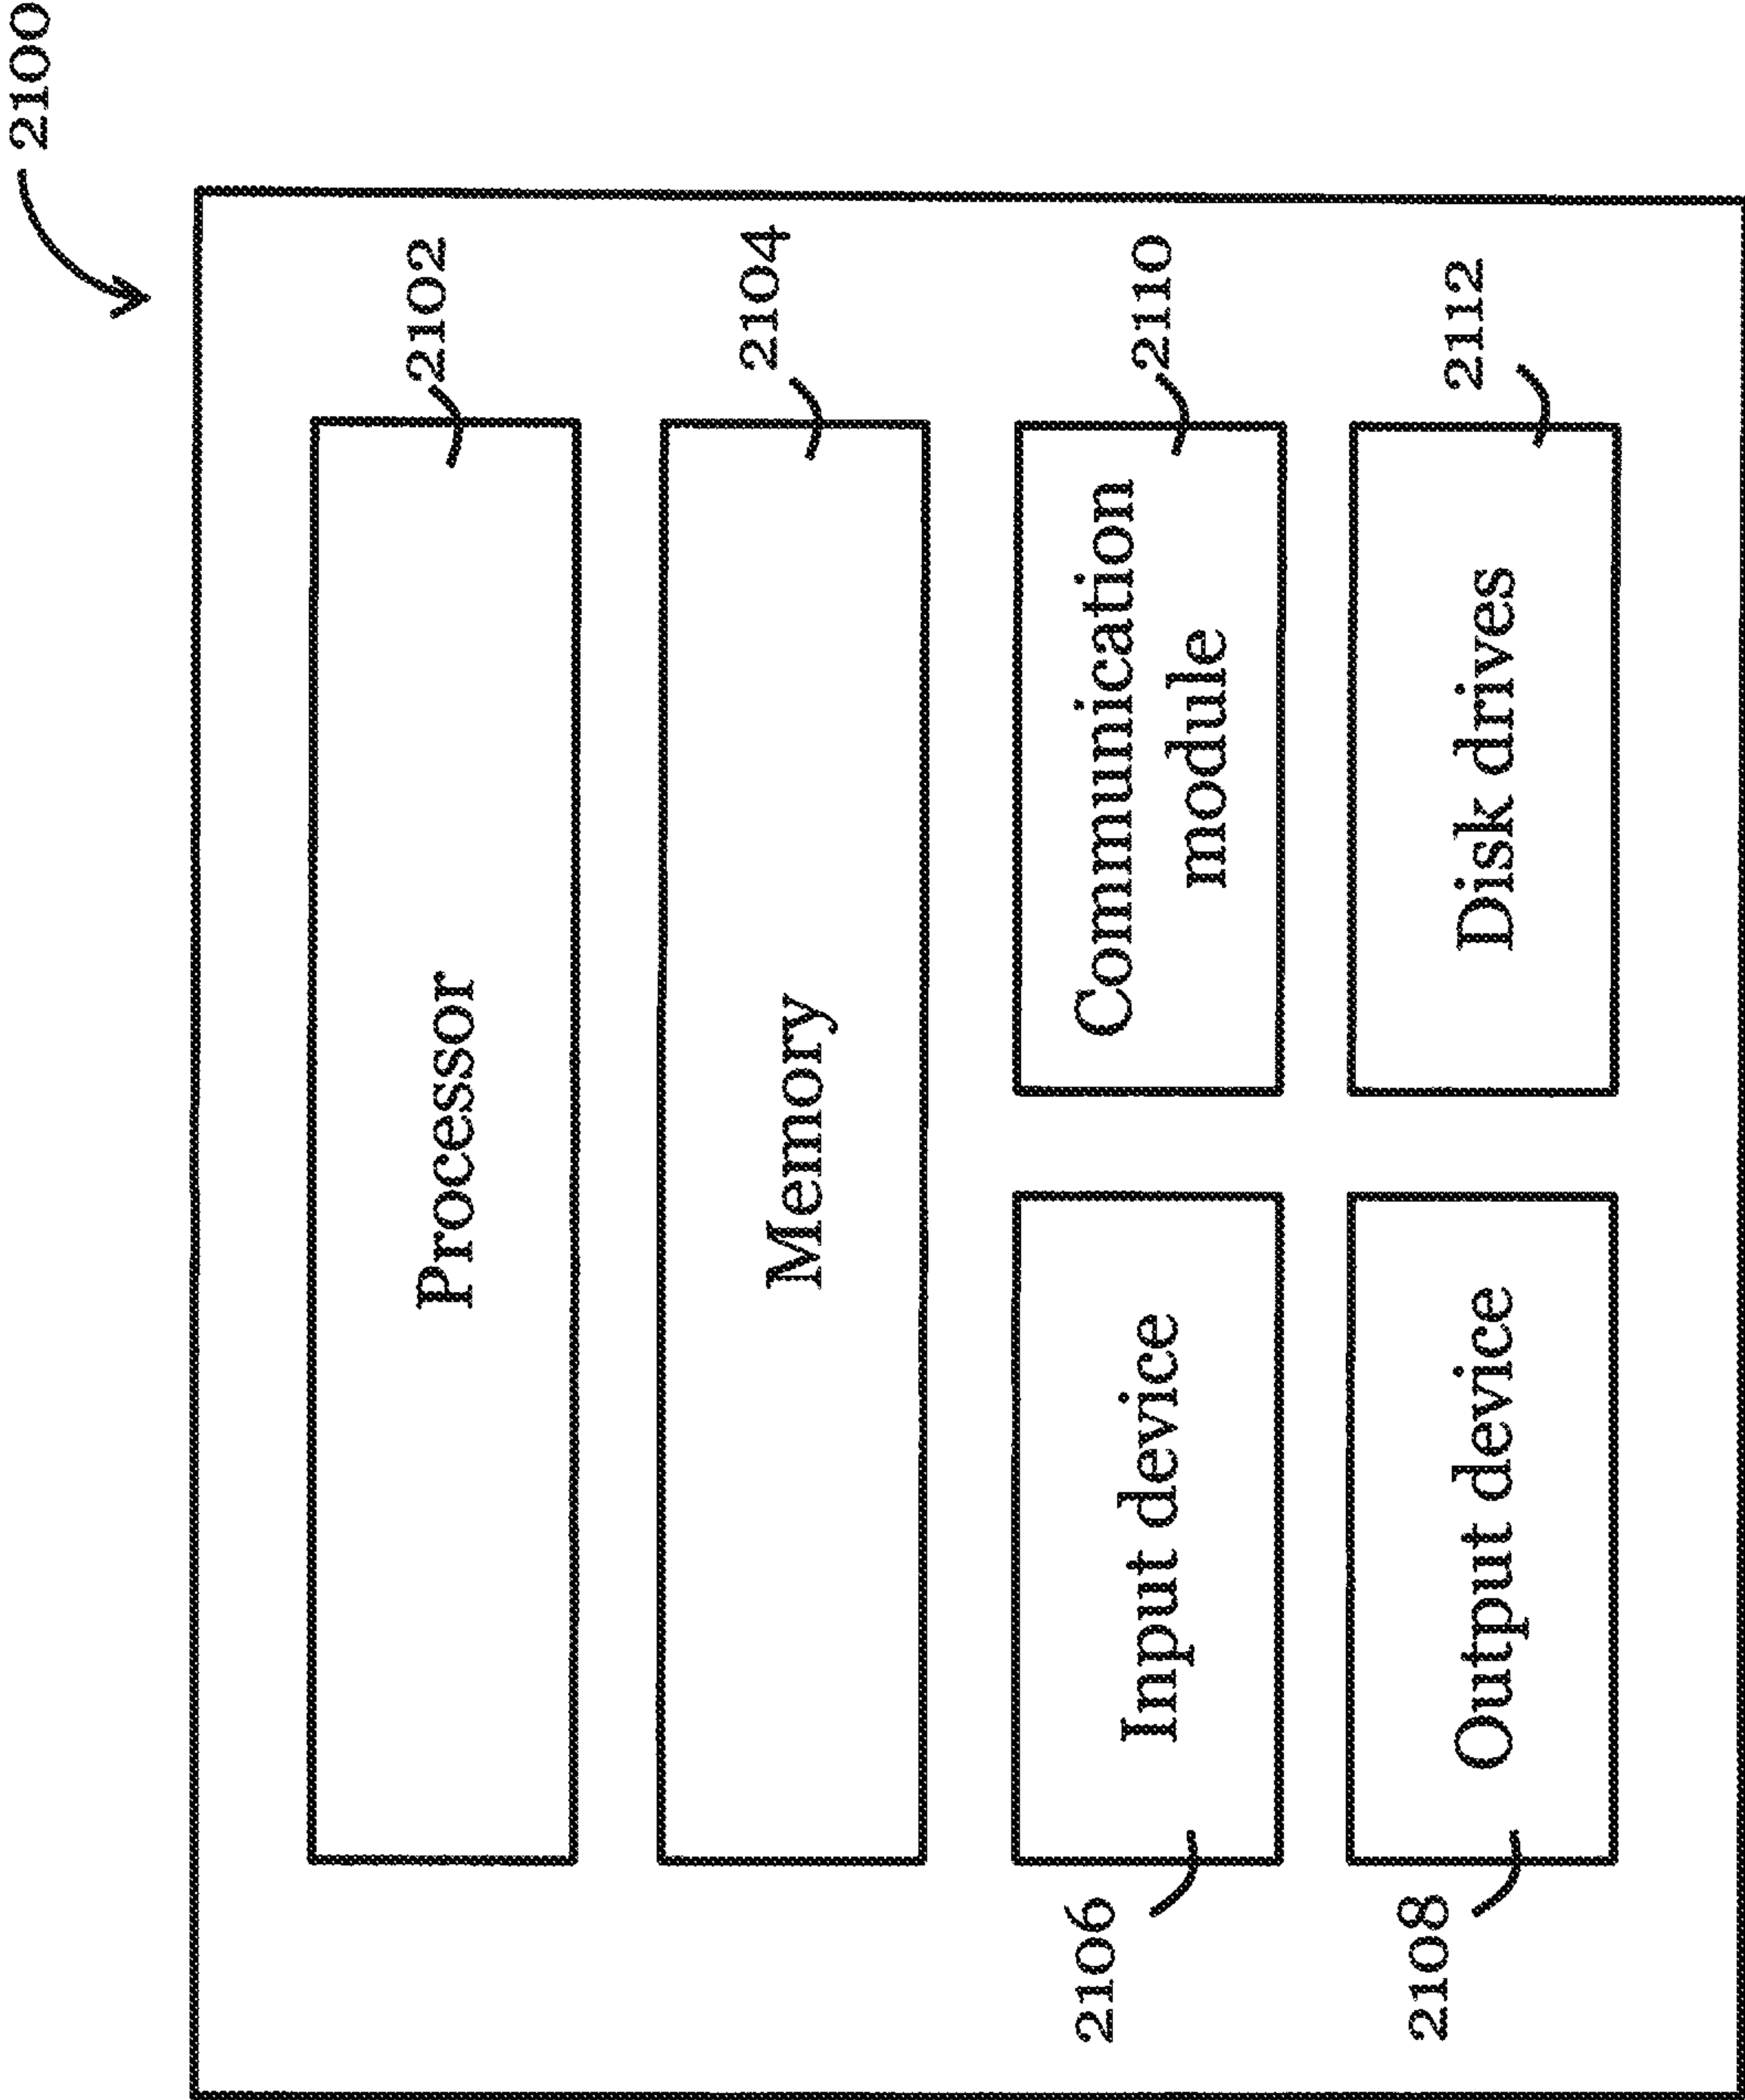 2100
Processor
2102
Memory
2104
2106
Input device
Communication
module
2110
2108
Output device
Disk drives
2112